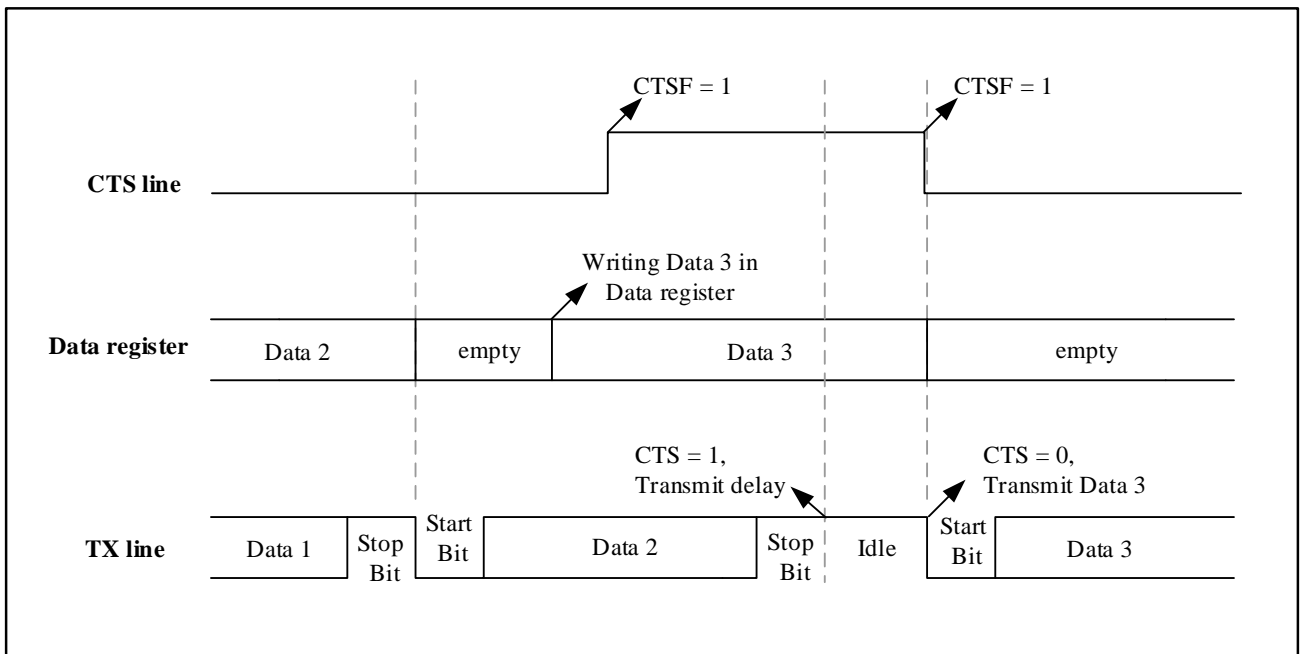 CTSF = 1
CTSF = 1
CTS line
Writing Data 3 in
Data register
Data register
Data 2
empty
Data 3
empty
CTS = 1,
Transmit delay
CTS = 0,
Transmit Data 3
TX line
Data 1
Stop
Bit
Start
Bit
Data 2
Stop
Bit
Idle
Start
Bit
Data 3